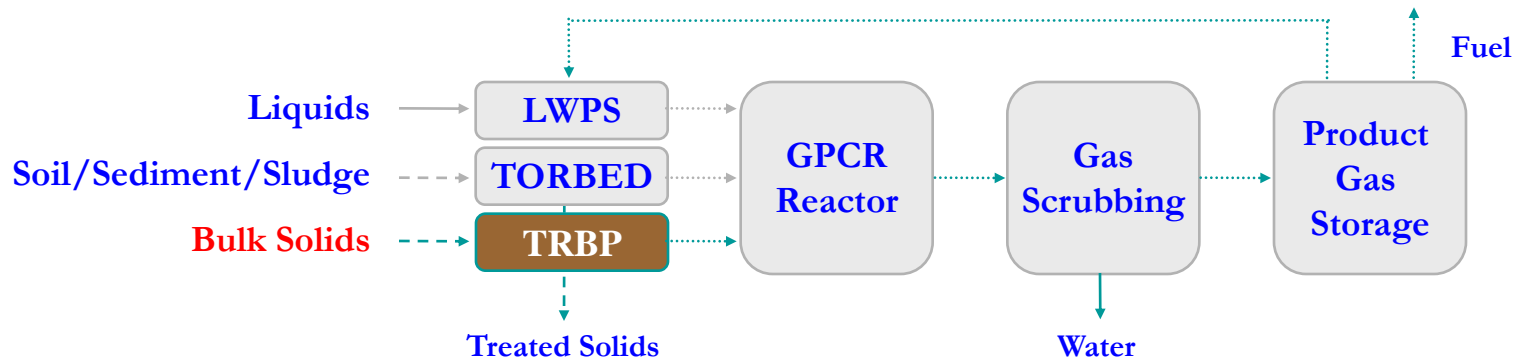 Fuel
Liquids
LWPS
Soil/Sediment/Sludge
TORBED
Bulk Solids
TRBP
GPCR
Reactor
Gas
Scrubbing
Product
Gas
Storage
Treated Solids
Water